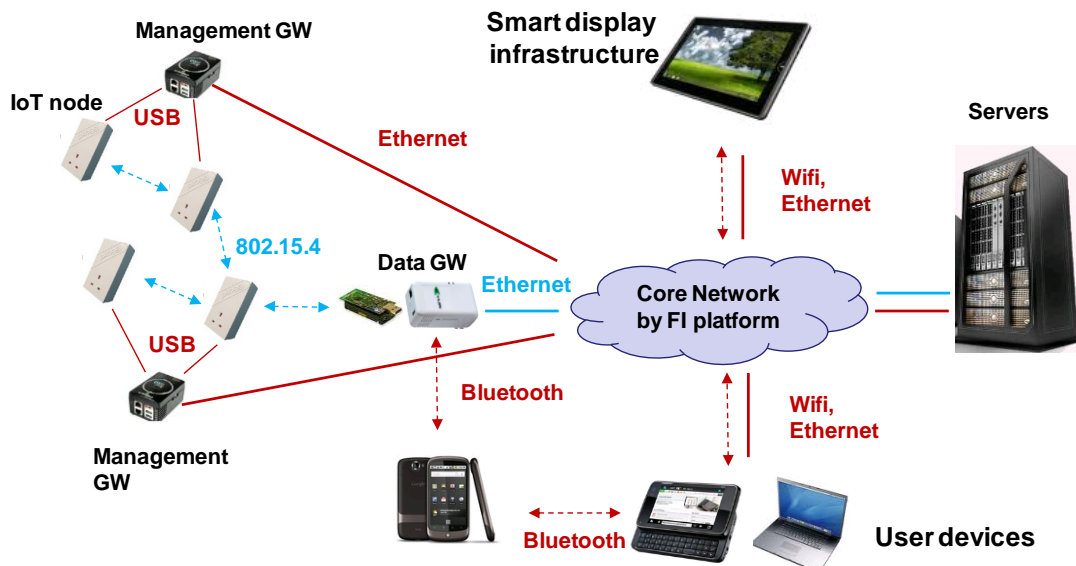 Management GW
Smart display
infrastructure
IoT node
USB
Servers
Ethernet
Wifi,
Ethernet
802.15.4
Data GW
Ethernet
Core Network
by FI platform
USB
Bluetooth
Wifi,
Ethernet
Management
GW
Bluetooth
User devices